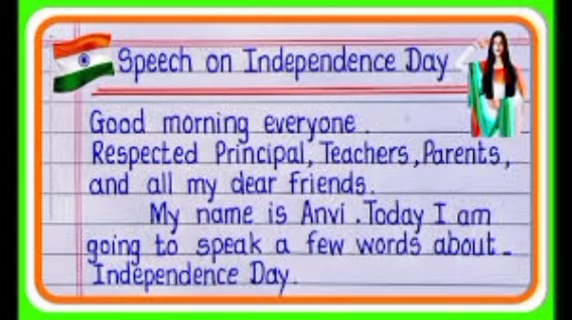 Speech on Independence Day
Good morning everyone.
Respected Principal, Teachers, Parents,
and all my dear friends.
My name is Anvi. Today I am
going to speak a few words about-
Independence Day.